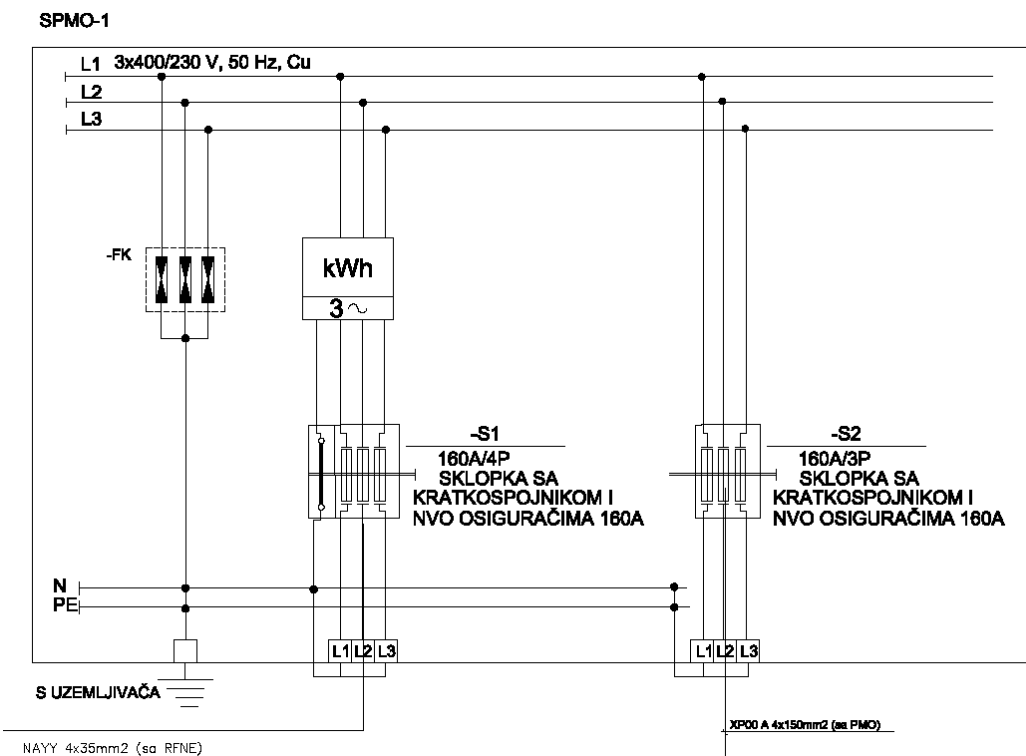 SPMO-1
L1 3x400/230 V, 50 Hz, Cu
L2
L3
-FK
kWh
3 ~
-S1
160A/4P
SKLOPKA SA
KRATKOSPOJNIKOM I
NVO OSIGURAČIMA 160A
-S2
160A/3P
SKLOPKA SA
KRATKOSPOJNIKOM I
NVO OSIGURAČIMA 160A
N
PE
L1 L2 L3
L1 L2 L3
S UZEMLJIVAČA
XP00 A 4x150mm2 (sa PMO)
NAYY 4x35mm2 (sa RFNE)